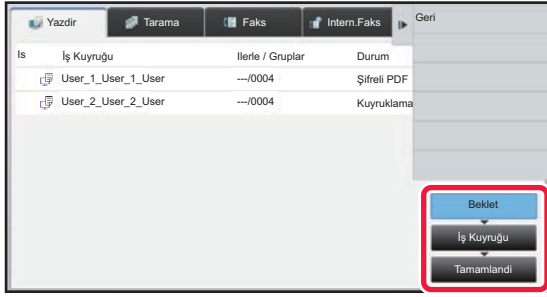 Yazdir Tarama Faks Intern.Faks Geri
Is İş Kuyruğu Ilerle / Gruplar Durum
User_1_User_1_User ---/0004 Şifreli PDF
User_2_User_2_User ---/0004 Kuyruklama
Beklet
İş Kuyruğu
Tamamlandi